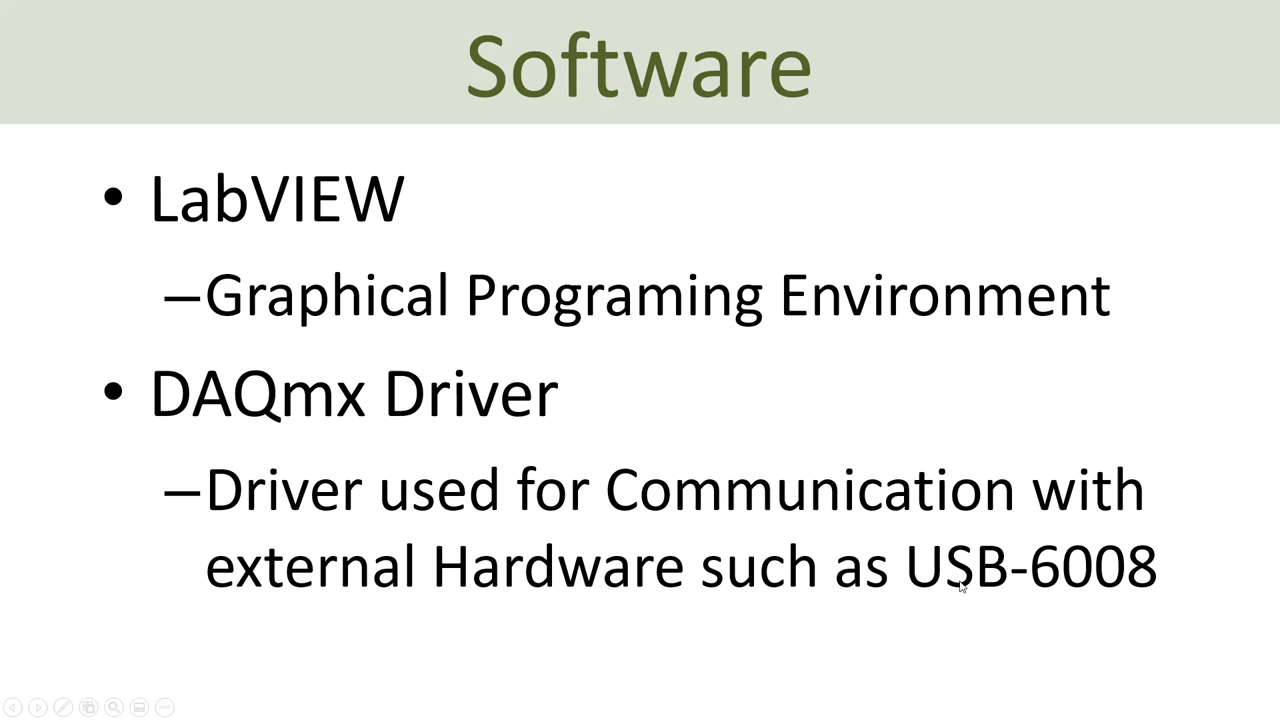 Software
• LabVIEW
–Graphical Programing Environment
• DAQmx Driver
–Driver used for Communication with
external Hardware such as USB-6008